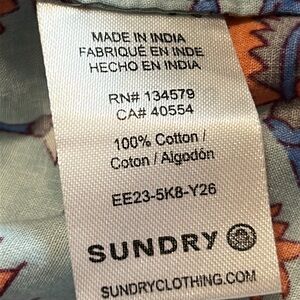 MADE IN INDIA
FABRIQUÉ EN INDE
HECHO EN INDIA
RN# 134579
CA# 40554
100% Cotton /
Coton / Algodón
EE23-5K8-Y26
SUNDRY
SUNDRYCLOTHING.COM